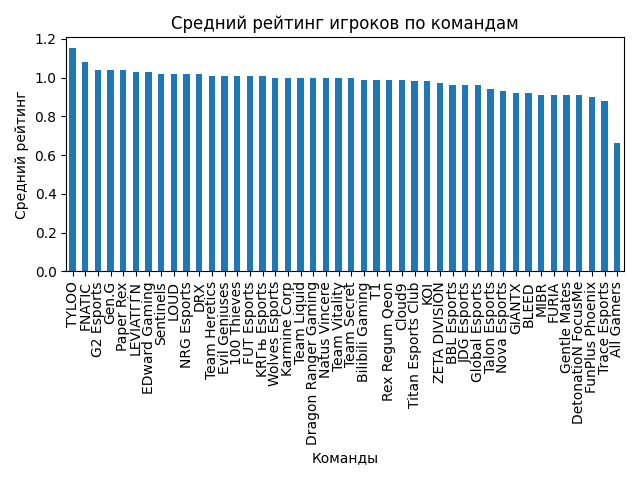 Средний рейтинг игроков по командам
Средний рейтинг
1.2
1.0
0.8
0.6
0.4
0.2
0.0
TYLOO
FNATIC
G2 Esports
Gen.G
Paper Rex
LEVIATГЃN
EDward Gaming
Sentinels
LOUD
NRG Esports
DRX
Team Heretics
Evil Geniuses
100 Thieves
FUT Esports
KRГњ Esports
Wolves Esports
Karmine Corp
Team Liquid
Dragon Ranger Gaming
Natus Vincere
Team Vitality
Team Secret
Bilibili Gaming
T1
Rex Regum Qeon
Cloud9
Titan Esports Club
KOI
ZETA DIVISION
BBL Esports
JDG Esports
Global Esports
Talon Esports
Nova Esports
GIANTX
BLEED
MIBR
FURIA
Gentle Mates
DetonatioN FocusMe
FunPlus Phoenix
Trace Esports
All Gamers
Команды